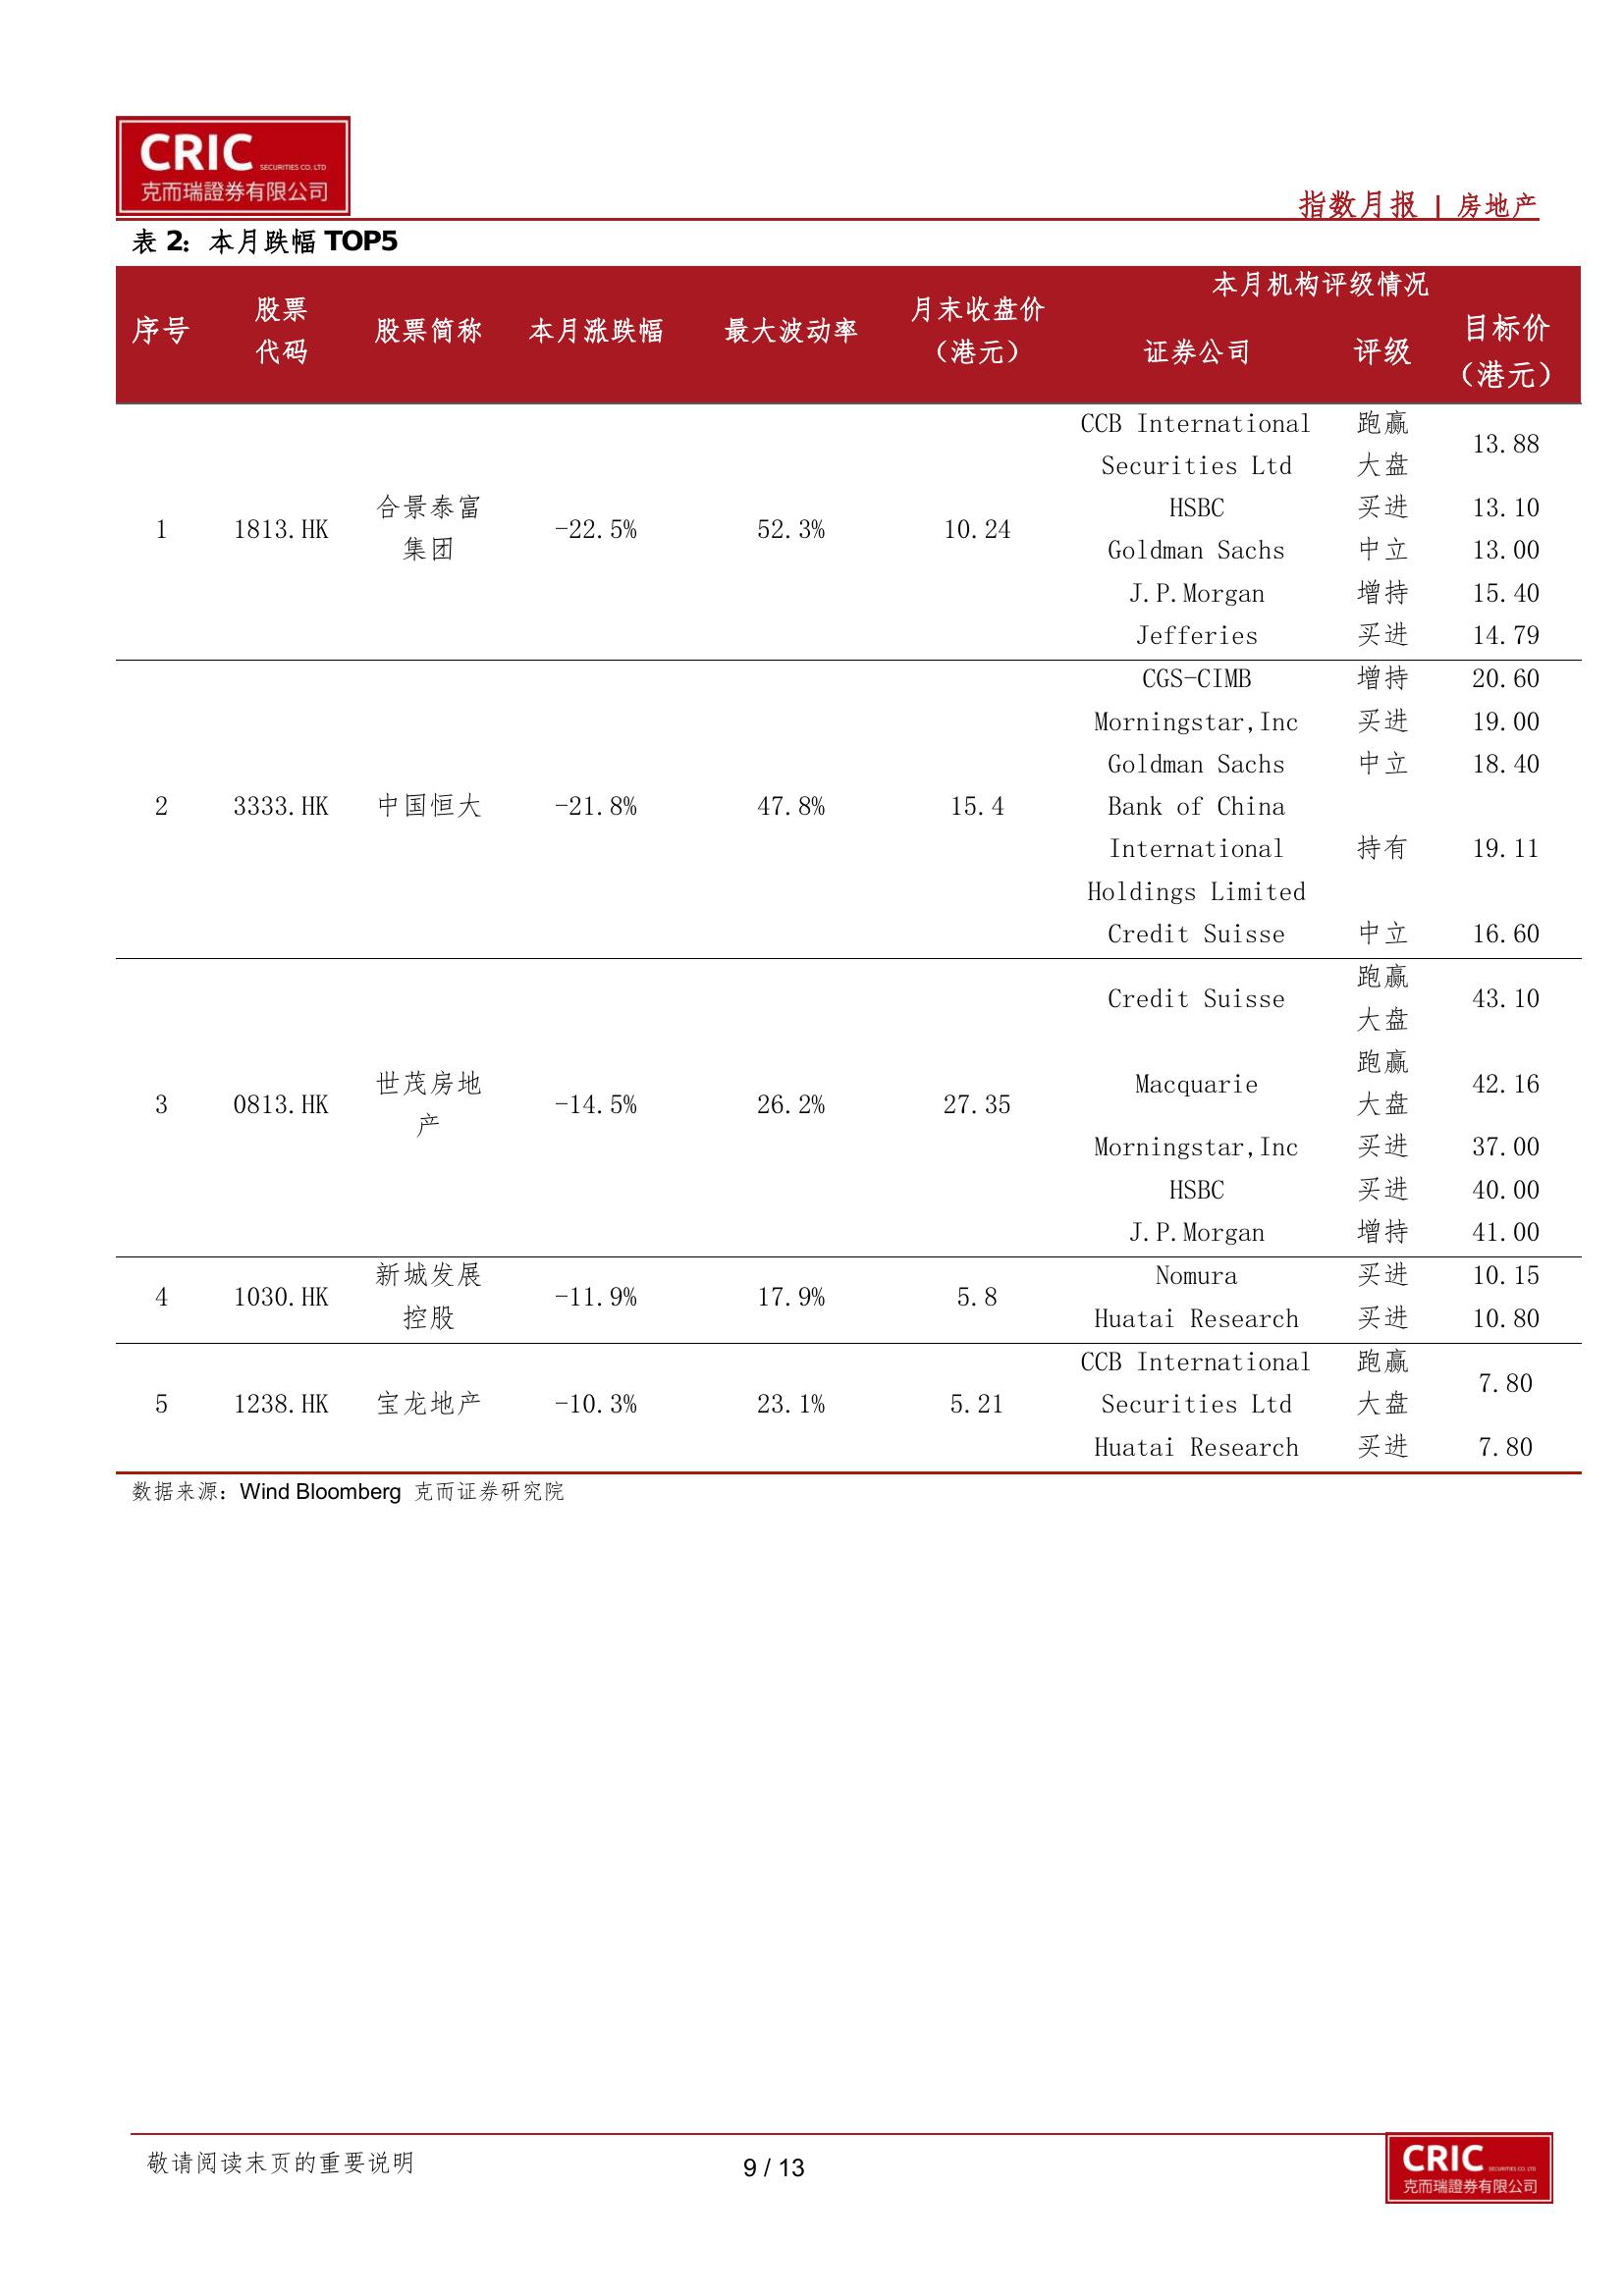 CRIC SECURITIES CO. LTD
克而瑞證券有限公司
指数月报 | 房地产
表 2：本月跌幅 TOP5
序号 股票代码 股票简称 本月涨跌幅 最大波动率 月末收盘价（港元） 本月机构评级情况
证券公司 评级 目标价（港元）
1 1813.HK 合景泰富集团 -22.5% 52.3% 10.24
CCB International Securities Ltd 跑赢大盘 13.88
HSBC 买进 13.10
Goldman Sachs 中立 13.00
J.P.Morgan 增持 15.40
Jefferies 买进 14.79
2 3333.HK 中国恒大 -21.8% 47.8% 15.4
CGS-CIMB 增持 20.60
Morningstar,Inc 买进 19.00
Goldman Sachs 中立 18.40
Bank of China International Holdings Limited 持有 19.11
Credit Suisse 中立 16.60
3 0813.HK 世茂房地产 -14.5% 26.2% 27.35
Credit Suisse 跑赢大盘 43.10
Macquarie 跑赢大盘 42.16
Morningstar,Inc 买进 37.00
HSBC 买进 40.00
J.P.Morgan 增持 41.00
4 1030.HK 新城发展控股 -11.9% 17.9% 5.8
Nomura 买进 10.15
Huatai Research 买进 10.80
5 1238.HK 宝龙地产 -10.3% 23.1% 5.21
CCB International Securities Ltd 跑赢大盘 7.80
Huatai Research 买进 7.80
数据来源：Wind Bloomberg 克而证券研究院
敬请阅读末页的重要说明
9 / 13
CRIC SECURITIES CO. LTD
克而瑞證券有限公司